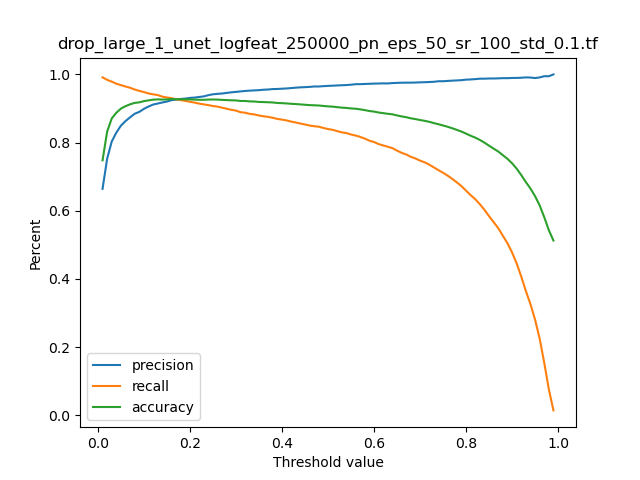 drop_large_1_unet_logfeat_250000_pn_eps_50_sr_100_std_0.1.tf
1.0
0.8
0.6
0.4
0.2
0.0
Percent
precision
recall
accuracy
0.0 0.2 0.4 0.6 0.8 1.0
Threshold value